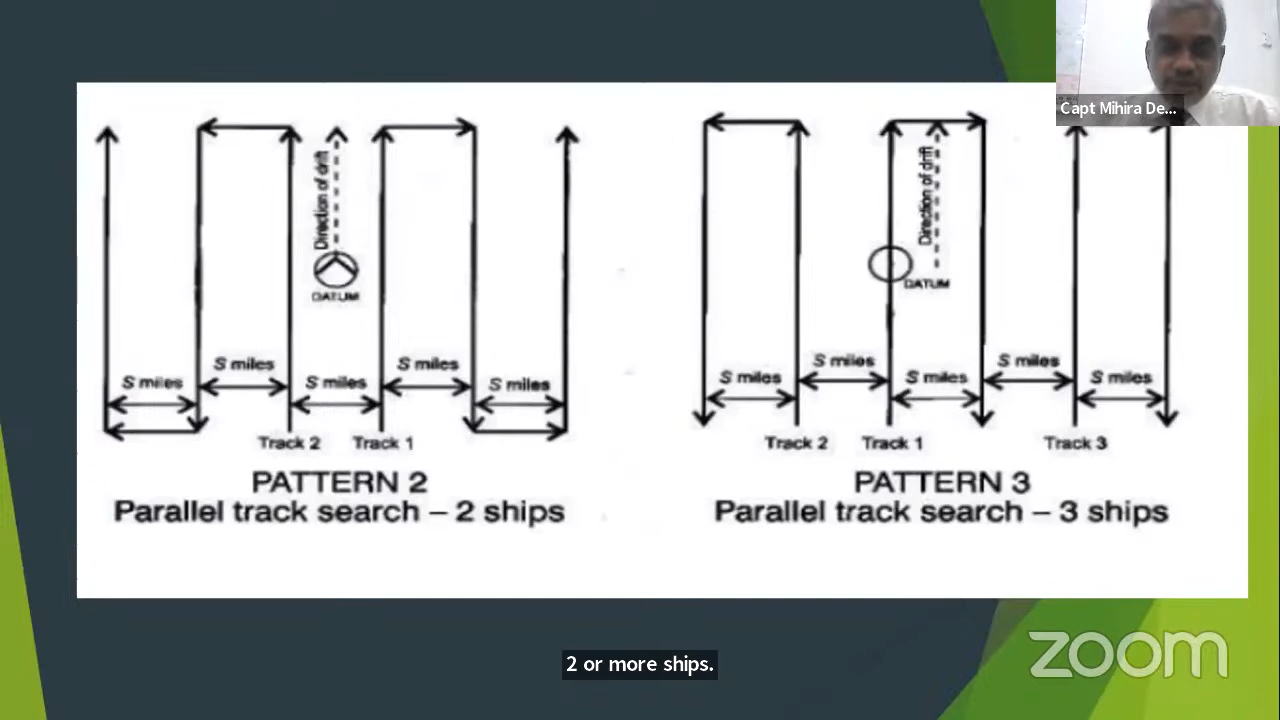 Capt Mihira De...
Direction of drift
DATUM
S miles
S miles
S miles
S miles
S miles
Track 2
Track 1
PATTERN 2
Parallel track search – 2 ships
Direction of drift
DATUM
S miles
S miles
S miles
S miles
S miles
Track 2
Track 1
Track 3
PATTERN 3
Parallel track search – 3 ships
2 or more ships.
zoom